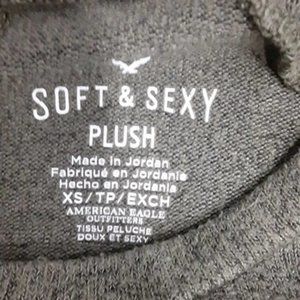 SOFT & SEXY
PLUSH
Made in Jordan
Fabriqué en Jordanie
Hecho en Jordania
XS/TP/EXCH
AMERICAN EAGLE
OUTFITTERS
TISSU PELUCHE
DOUX ET SEXY